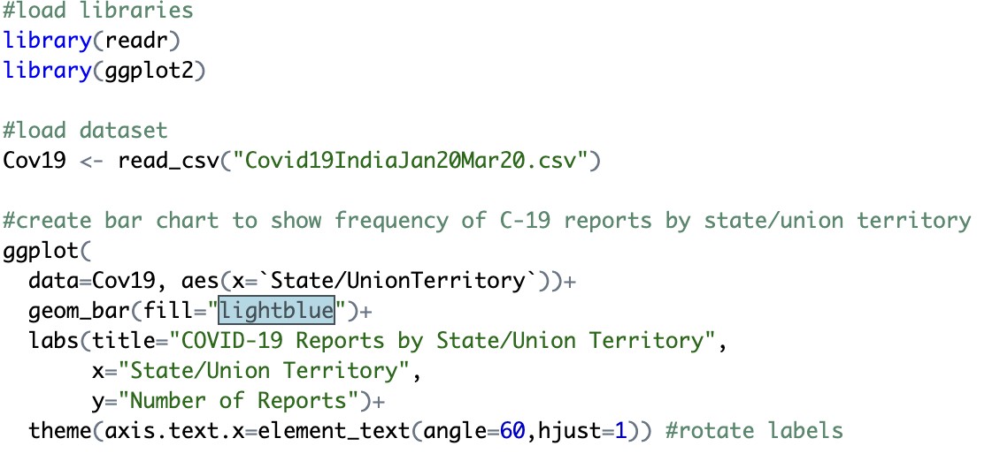 #load libraries
library(readr)
library(ggplot2)
#load dataset
Cov19 <- read_csv("Covid19IndiaJan20Mar20.csv")
#create bar chart to show frequency of C-19 reports by state/union territory
ggplot(
  data=Cov19, aes(x=`State/UnionTerritory`))+
  geom_bar(fill="lightblue")+
  labs(title="COVID-19 Reports by State/Union Territory",
       x="State/Union Territory",
       y="Number of Reports")+
  theme(axis.text.x=element_text(angle=60,hjust=1)) #rotate labels